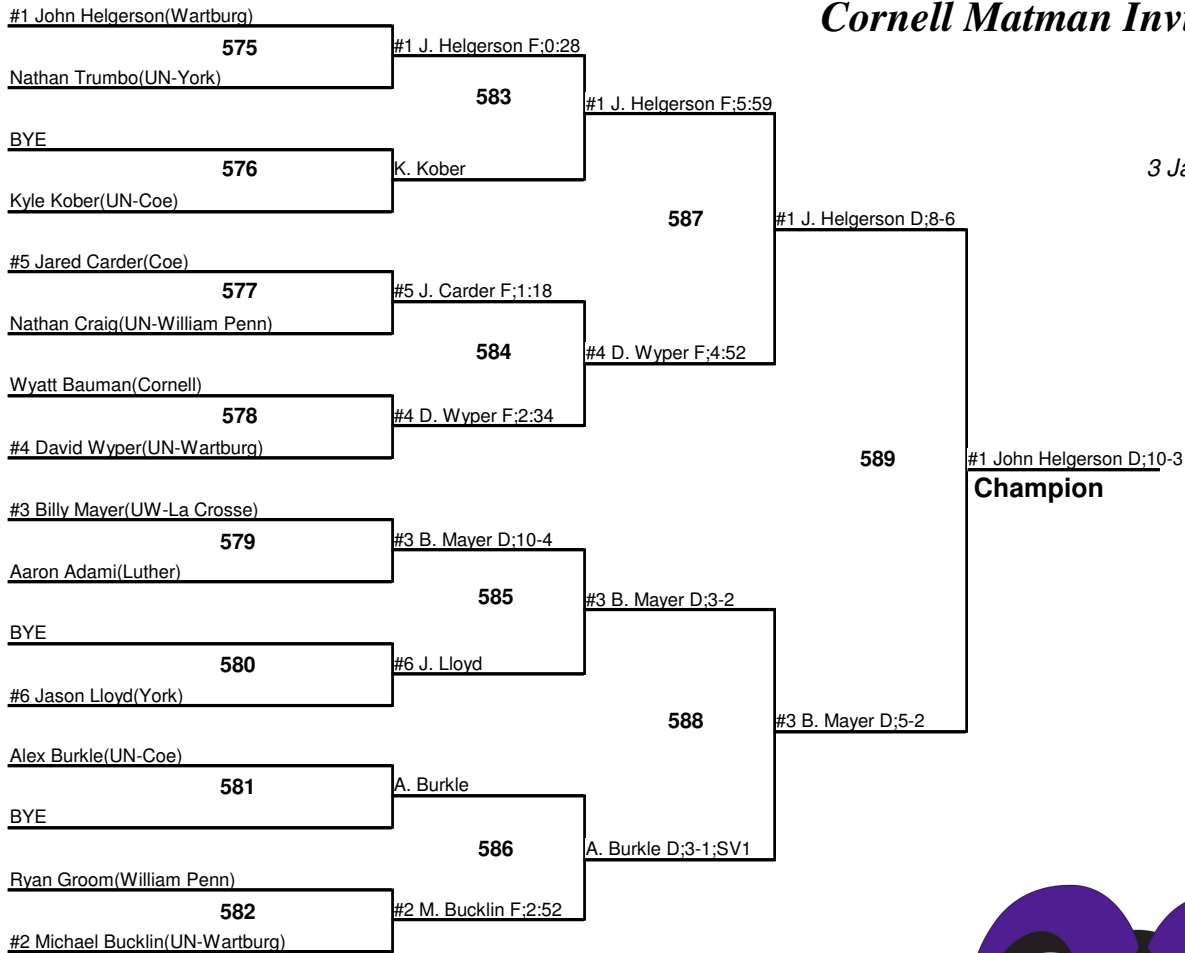 Cornell Matman Inv
3 Ja
#1 John Helgerson(Wartburg)
575
#1 J. Helgerson F;0:28
Nathan Trumbo(UN-York)
583
#1 J. Helgerson F;5:59
BYE
576
K. Kober
Kyle Kober(UN-Coe)
587
#1 J. Helgerson D;8-6
#5 Jared Carder(Coe)
577
#5 J. Carder F;1:18
Nathan Craig(UN-William Penn)
584
#4 D. Wyper F;4:52
Wyatt Bauman(Cornell)
578
#4 D. Wyper F;2:34
#4 David Wyper(UN-Wartburg)
589
#1 John Helgerson D;10-3
Champion
#3 Billy Mayer(UW-La Crosse)
579
#3 B. Mayer D;10-4
Aaron Adami(Luther)
585
#3 B. Mayer D;3-2
BYE
580
#6 J. Lloyd
#6 Jason Lloyd(York)
588
#3 B. Mayer D;5-2
Alex Burkle(UN-Coe)
581
A. Burkle
BYE
586
A. Burkle D;3-1;SV1
Ryan Groom(William Penn)
582
#2 M. Bucklin F;2:52
#2 Michael Bucklin(UN-Wartburg)